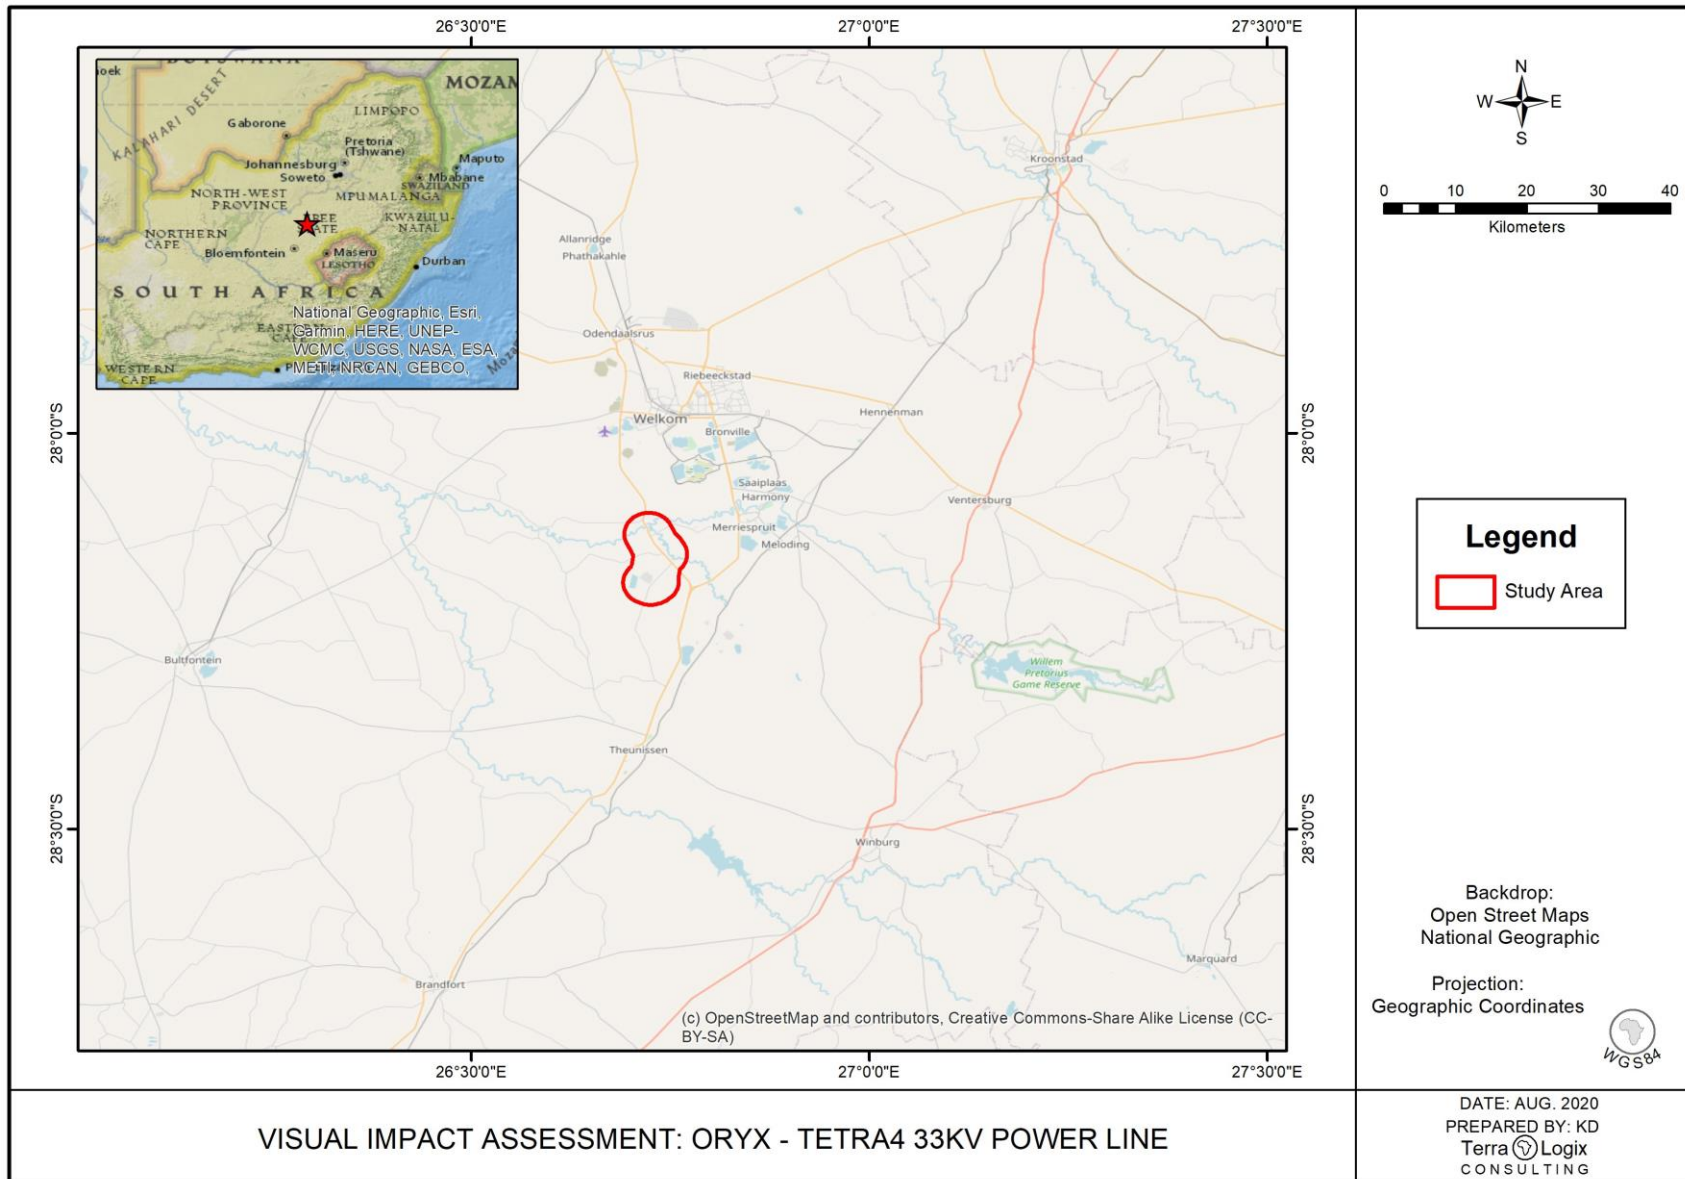 26°30'0"E
27°0'0"E
27°30'0"E
BOTSWANA
MOZAM
KALAHARI DESERT
LIMPOPO
Gaborone
Pretoria
(Tshwane)
Johannesburg
Maputo
Soweto
Mbabane
SWAZILAND
NORTH-WEST
PROVINCE
MPUMALANGA
KWAZULU-
NATAL
FREE
STATE
NORTHERN
CAPE
Bloemfontein
Maseru
LESOTHO
Durban
SOUTH AFRICA
EASTERN
CAPE
WESTERN
CAPE
National Geographic, Esri,
Garmin, HERE, UNEP-
WCMC, USGS, NASA, ESA,
METI, NRCAN, GEBCO,
Kroonstad
Allanridge
Phathakahle
Odendaalsrus
Riebeeckstad
Hennenman
Welkom
Bronville
Saaiplaas
Harmony
Ventersburg
Merriespruit
Meloding
Bultfontein
Willem
Pretorius
Game Reserve
Theunissen
Winburg
Marquard
Brandfort
(c) OpenStreetMap and contributors, Creative Commons-Share Alike License (CC-
BY-SA)
28°0'0"S
28°0'0"S
28°30'0"S
28°30'0"S
26°30'0"E
27°0'0"E
27°30'0"E
N
W
E
S
0 10 20 30 40
Kilometers
Legend
Study Area
Backdrop:
Open Street Maps
National Geographic
Projection:
Geographic Coordinates
WGS84
VISUAL IMPACT ASSESSMENT: ORYX - TETRA4 33KV POWER LINE
DATE: AUG. 2020
PREPARED BY: KD
Terra Logix
CONSULTING